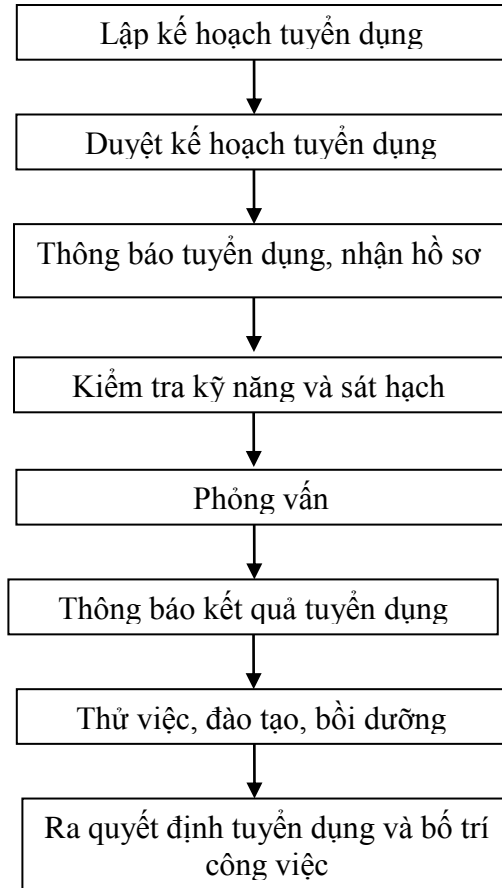 Lập kế hoạch tuyển dụng
Duyệt kế hoạch tuyển dụng
Thông báo tuyển dụng, nhận hồ sơ
Kiểm tra kỹ năng và sát hạch
Phỏng vấn
Thông báo kết quả tuyển dụng
Thử việc, đào tạo, bồi dưỡng
Ra quyết định tuyển dụng và bố trí
công việc